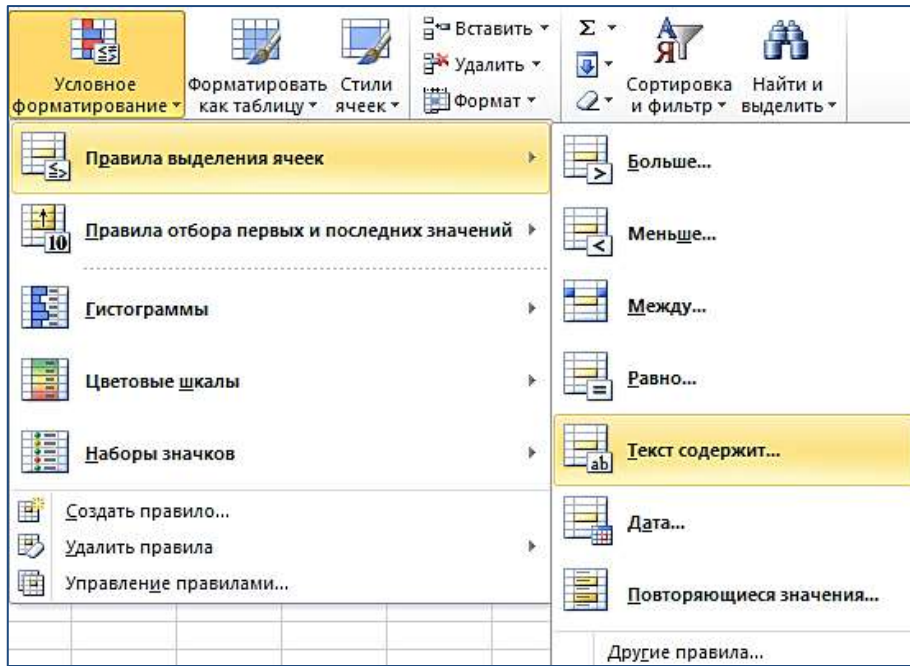 Условное
форматирование
Форматировать
как таблицу
Стили
ячеек
Вставить
Удалить
Формат
Σ
Сортировка
и фильтр
Найти и
выделить
Правила выделения ячеек
Правила отбора первых и последних значений
Гистограммы
Цветовые шкалы
Наборы значков
Создать правило...
Удалить правила
Управление правилами...
Больше...
Меньше...
Между...
Равно...
Текст содержит...
Дата...
Повторяющиеся значения...
Другие правила...